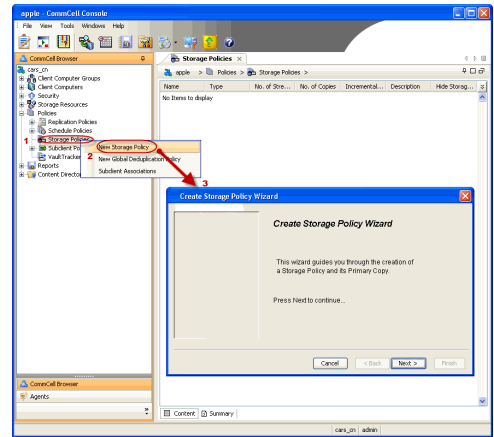 apple - CommCell Console
File View Tools Windows Help
CommCell Browser
cars_cn
Client Computer Groups
Client Computers
Security
Storage Resources
Policies
Replication Policies
Schedule Policies
1 Storage Policies
Subclient Po
VaultTracker
Reports
Content Director
2 New Storage Policy
New Global Deduplication Policy
Subclient Associations
Storage Policies
apple > Policies > Storage Policies >
Name Type No. of Stre... No. of Copies Incremental... Description Hide Storag...
No Items to display
3
Create Storage Policy Wizard
Create Storage Policy Wizard
This wizard guides you through the creation of
a Storage Policy and its Primary Copy.
Press Next to continue...
Cancel < Back Next > Finish
CommCell Browser
Agents
Content Summary
cars_cn admin